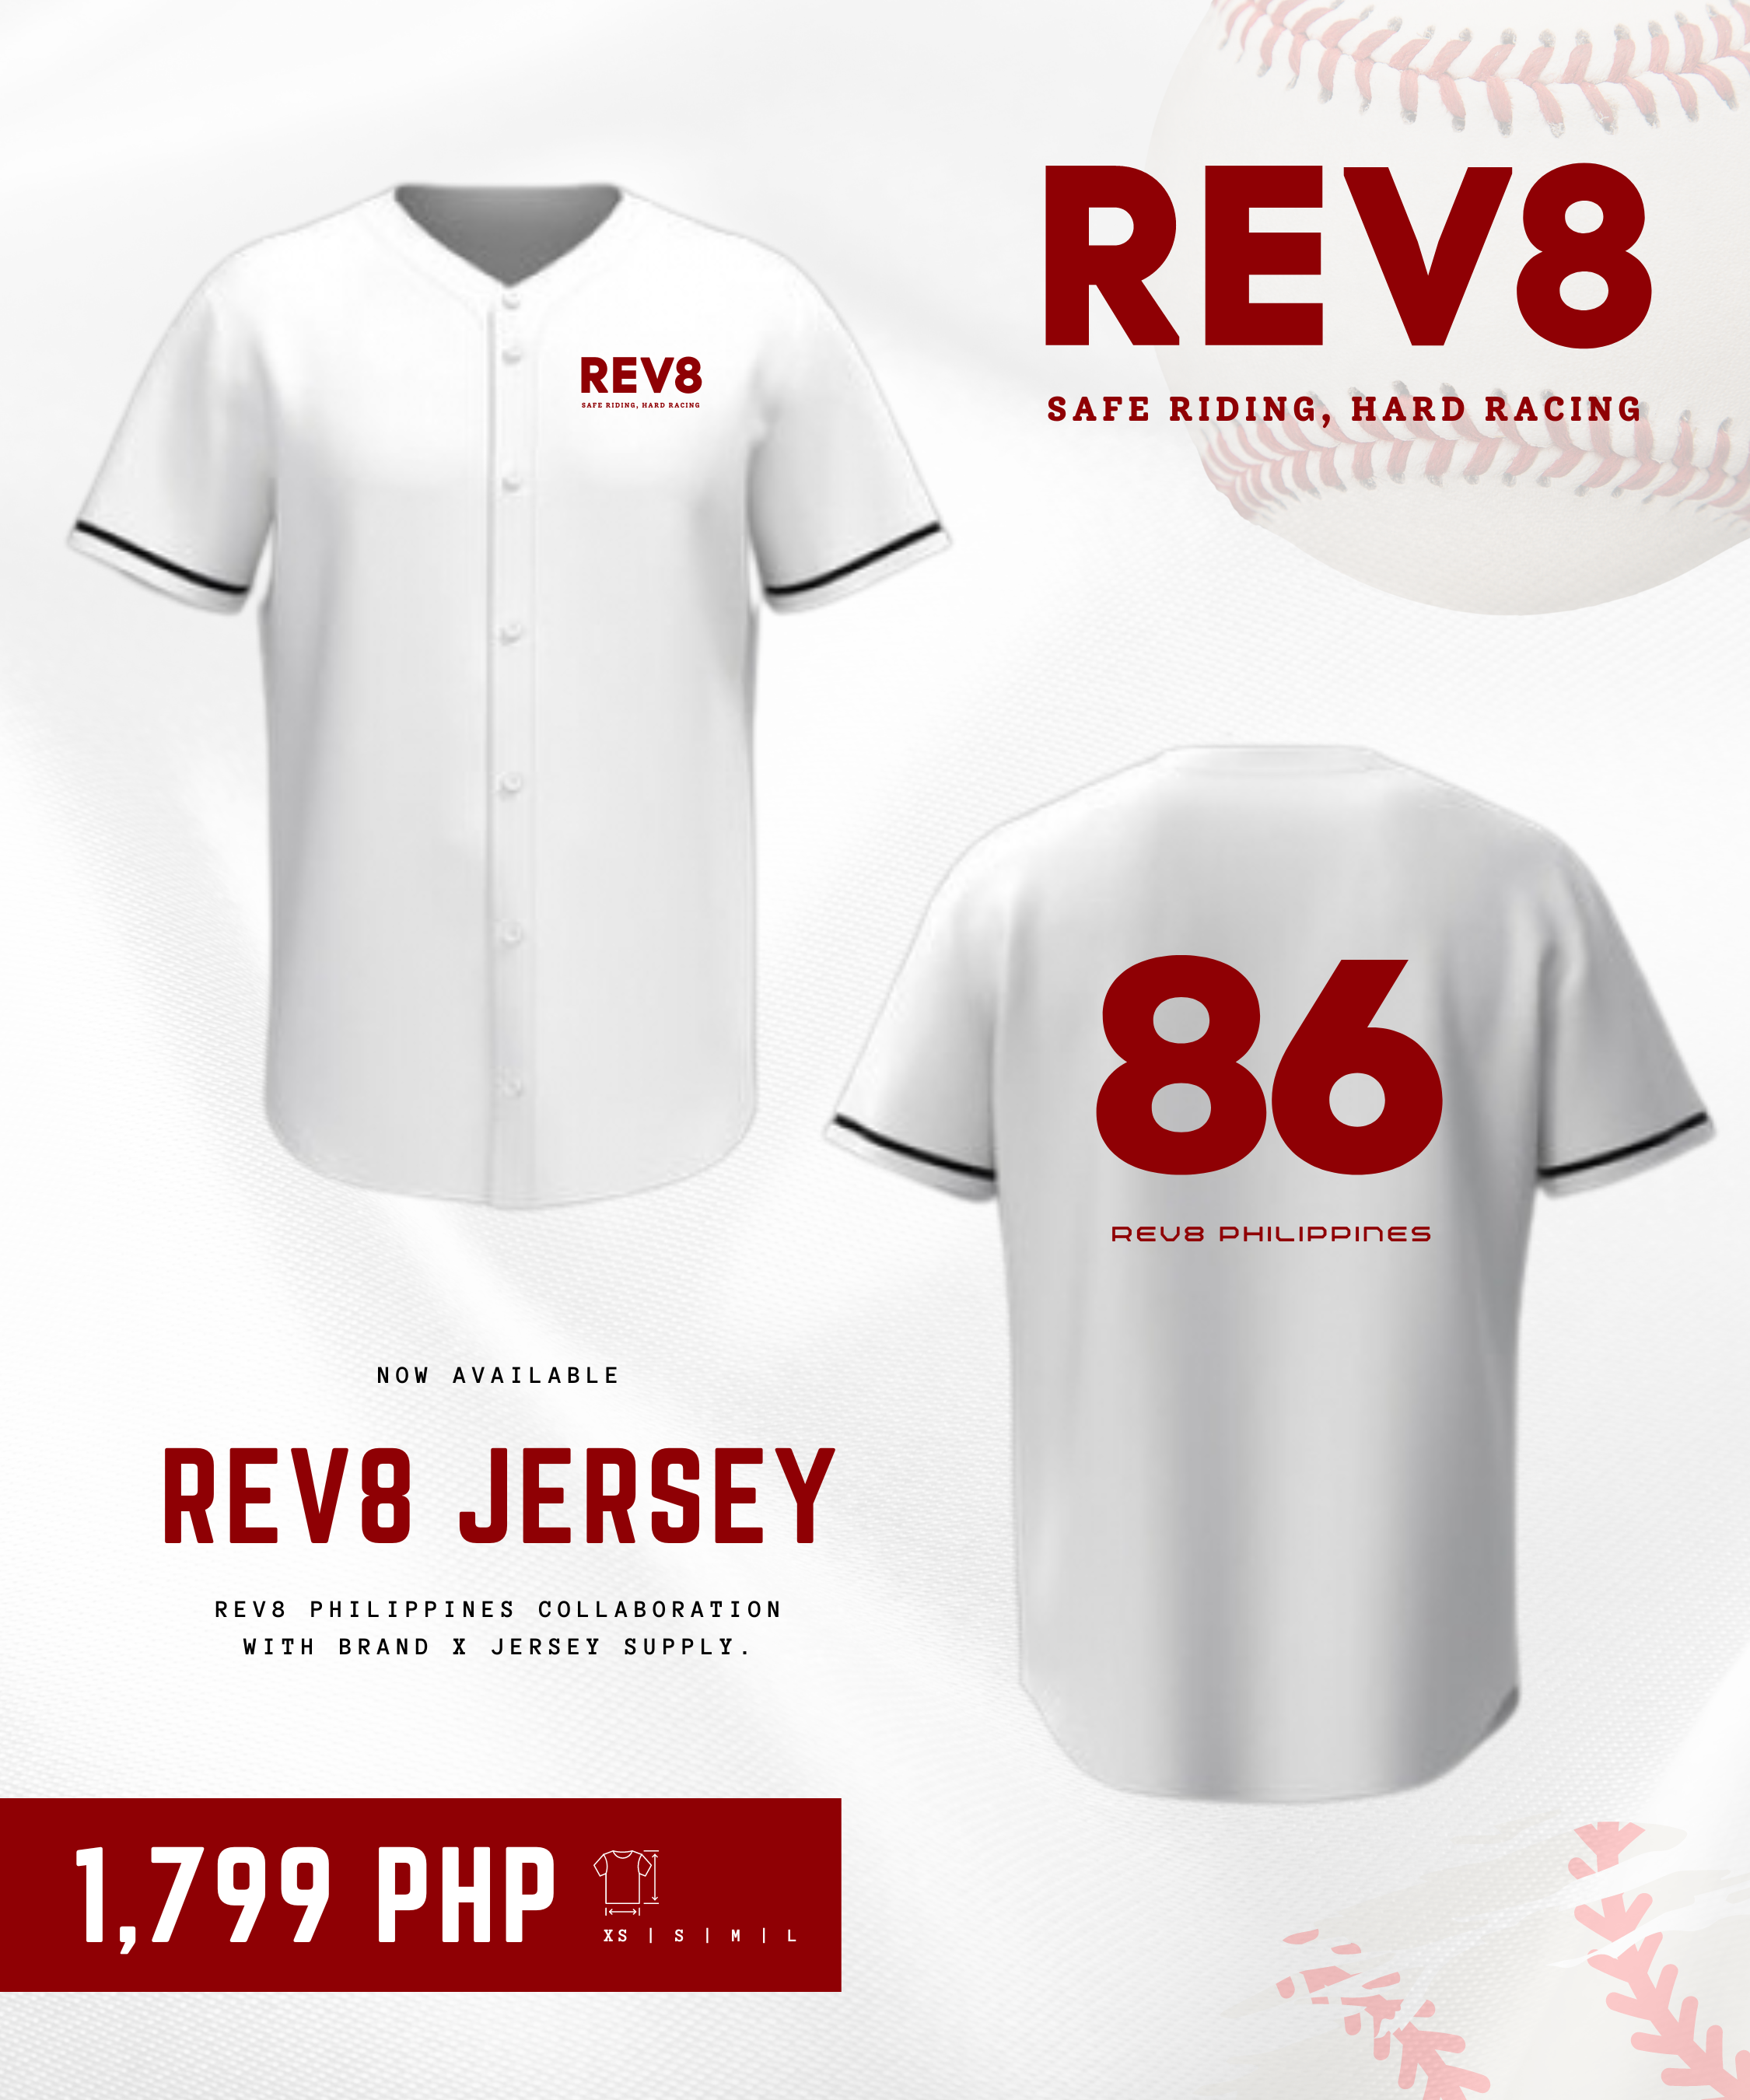 REV8
SAFE RIDING, HARD RACING
REV8
SAFE RIDING, HARD RACING
86
REV8 PHILIPPINES
NOW AVAILABLE
REV8 JERSEY
REV8 PHILIPPINES COLLABORATION
WITH BRAND X JERSEY SUPPLY.
1,799 PHP
XS | S | M | L